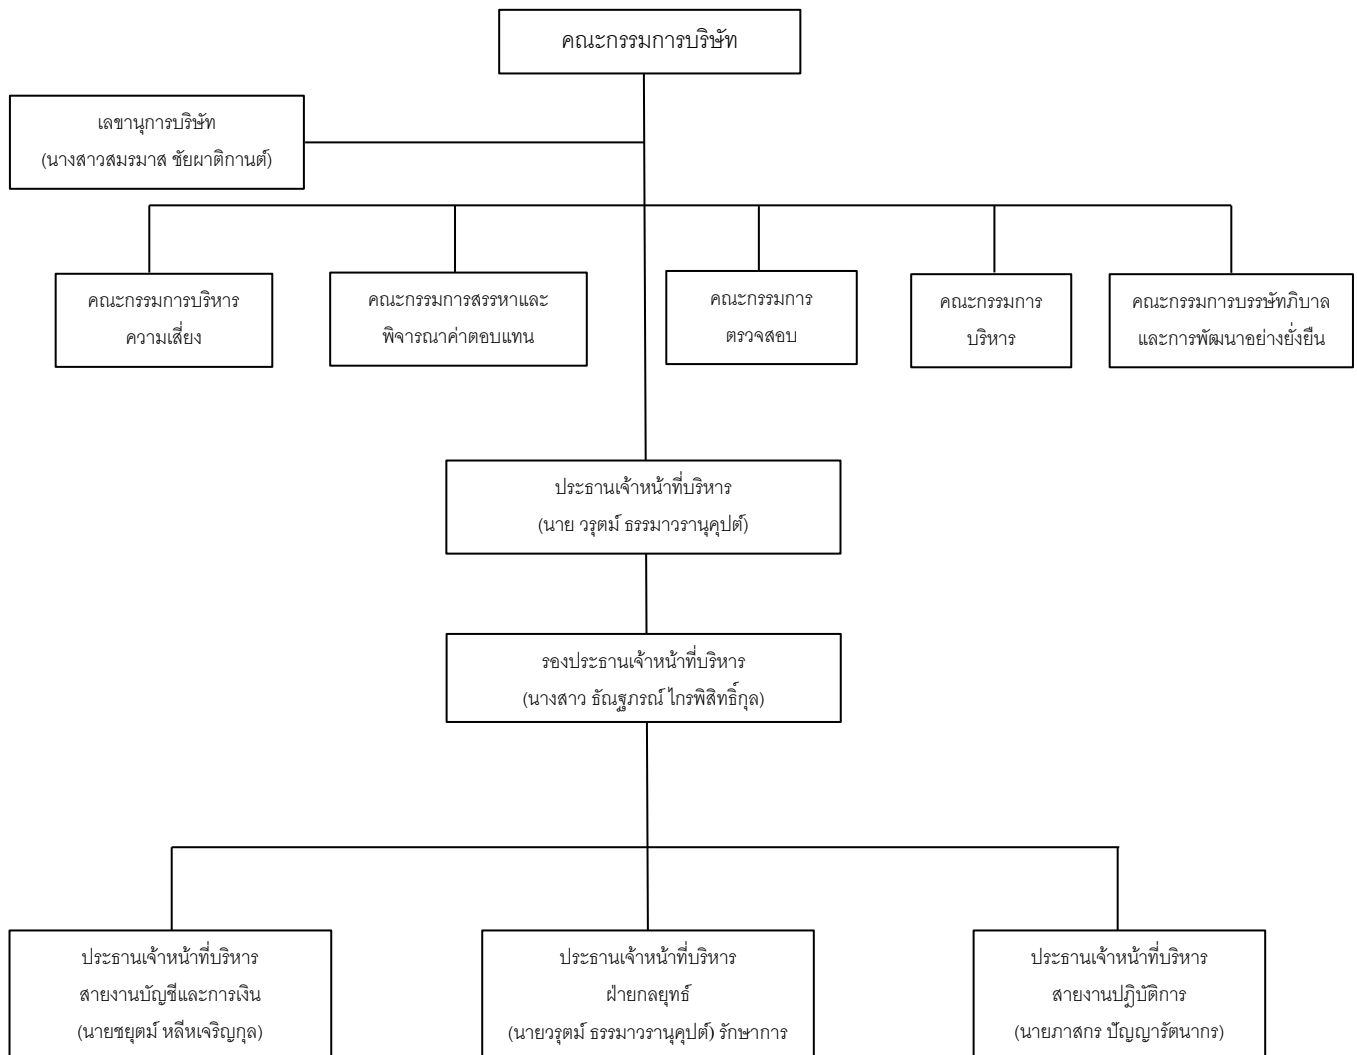 คณะกรรมการบริษัท
เลขานุการบริษัท
(นางสาวสมรมาส ชัยผาติกานต์)
คณะกรรมการบริหาร
ความเสี่ยง
คณะกรรมการสรรหาและ
พิจารณาค่าตอบแทน
คณะกรรมการ
ตรวจสอบ
คณะกรรมการ
บริหาร
คณะกรรมการบรรษัทภิบาล
และการพัฒนาอย่างยั่งยืน
ประธานเจ้าหน้าที่บริหาร
(นาย วรุตม์ ธรรมาวรานุคุปต์)
รองประธานเจ้าหน้าที่บริหาร
(นางสาว ธัณฐภรณ์ ไกรพิสิทธิ์กุล)
ประธานเจ้าหน้าที่บริหาร
สายงานบัญชีและการเงิน
(นายชยุตม์ หลีหเจริญกุล)
ประธานเจ้าหน้าที่บริหาร
ฝ่ายกลยุทธ์
(นายวรุตม์ ธรรมาวรานุคุปต์) รักษาการ
ประธานเจ้าหน้าที่บริหาร
สายงานปฏิบัติการ
(นายภาสกร ปัญญารัตนากร)